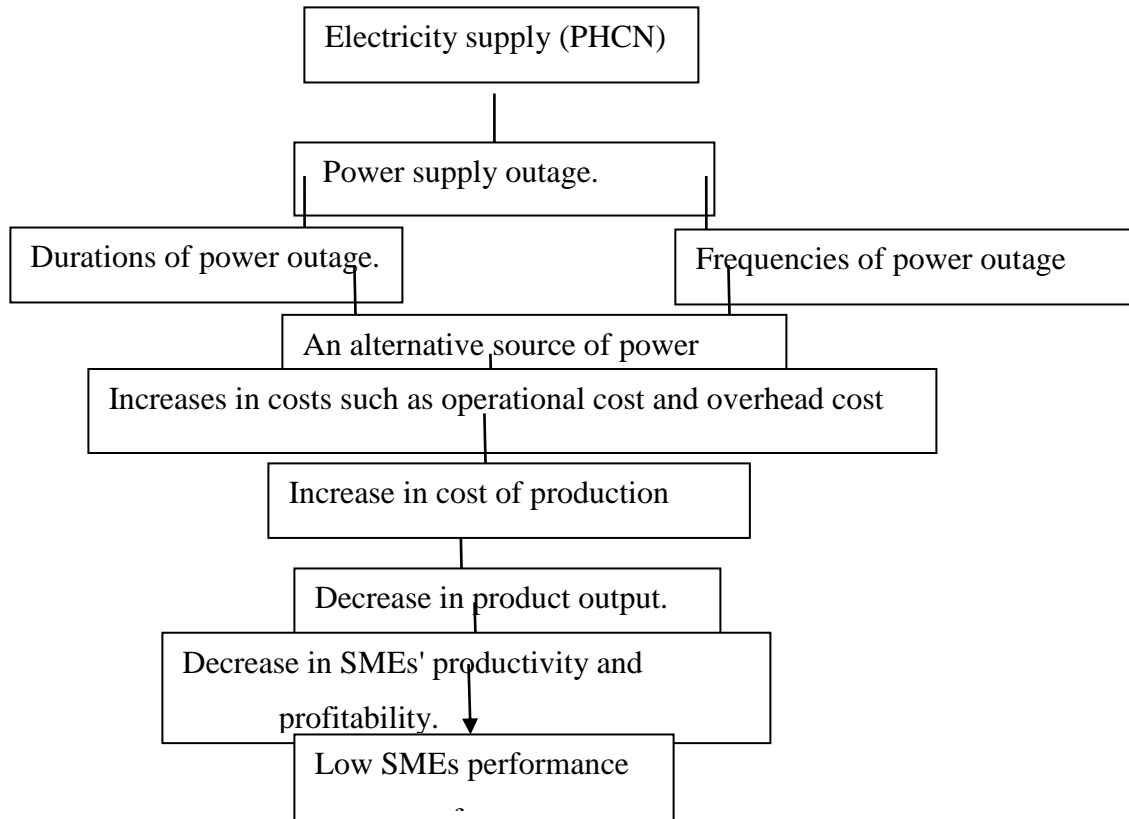 Electricity supply (PHCN)
Power supply outage.
Durations of power outage.
Frequencies of power outage
An alternative source of power
Increases in costs such as operational cost and overhead cost
Increase in cost of production
Decrease in product output.
Decrease in SMEs' productivity and
profitability.
Low SMEs performance